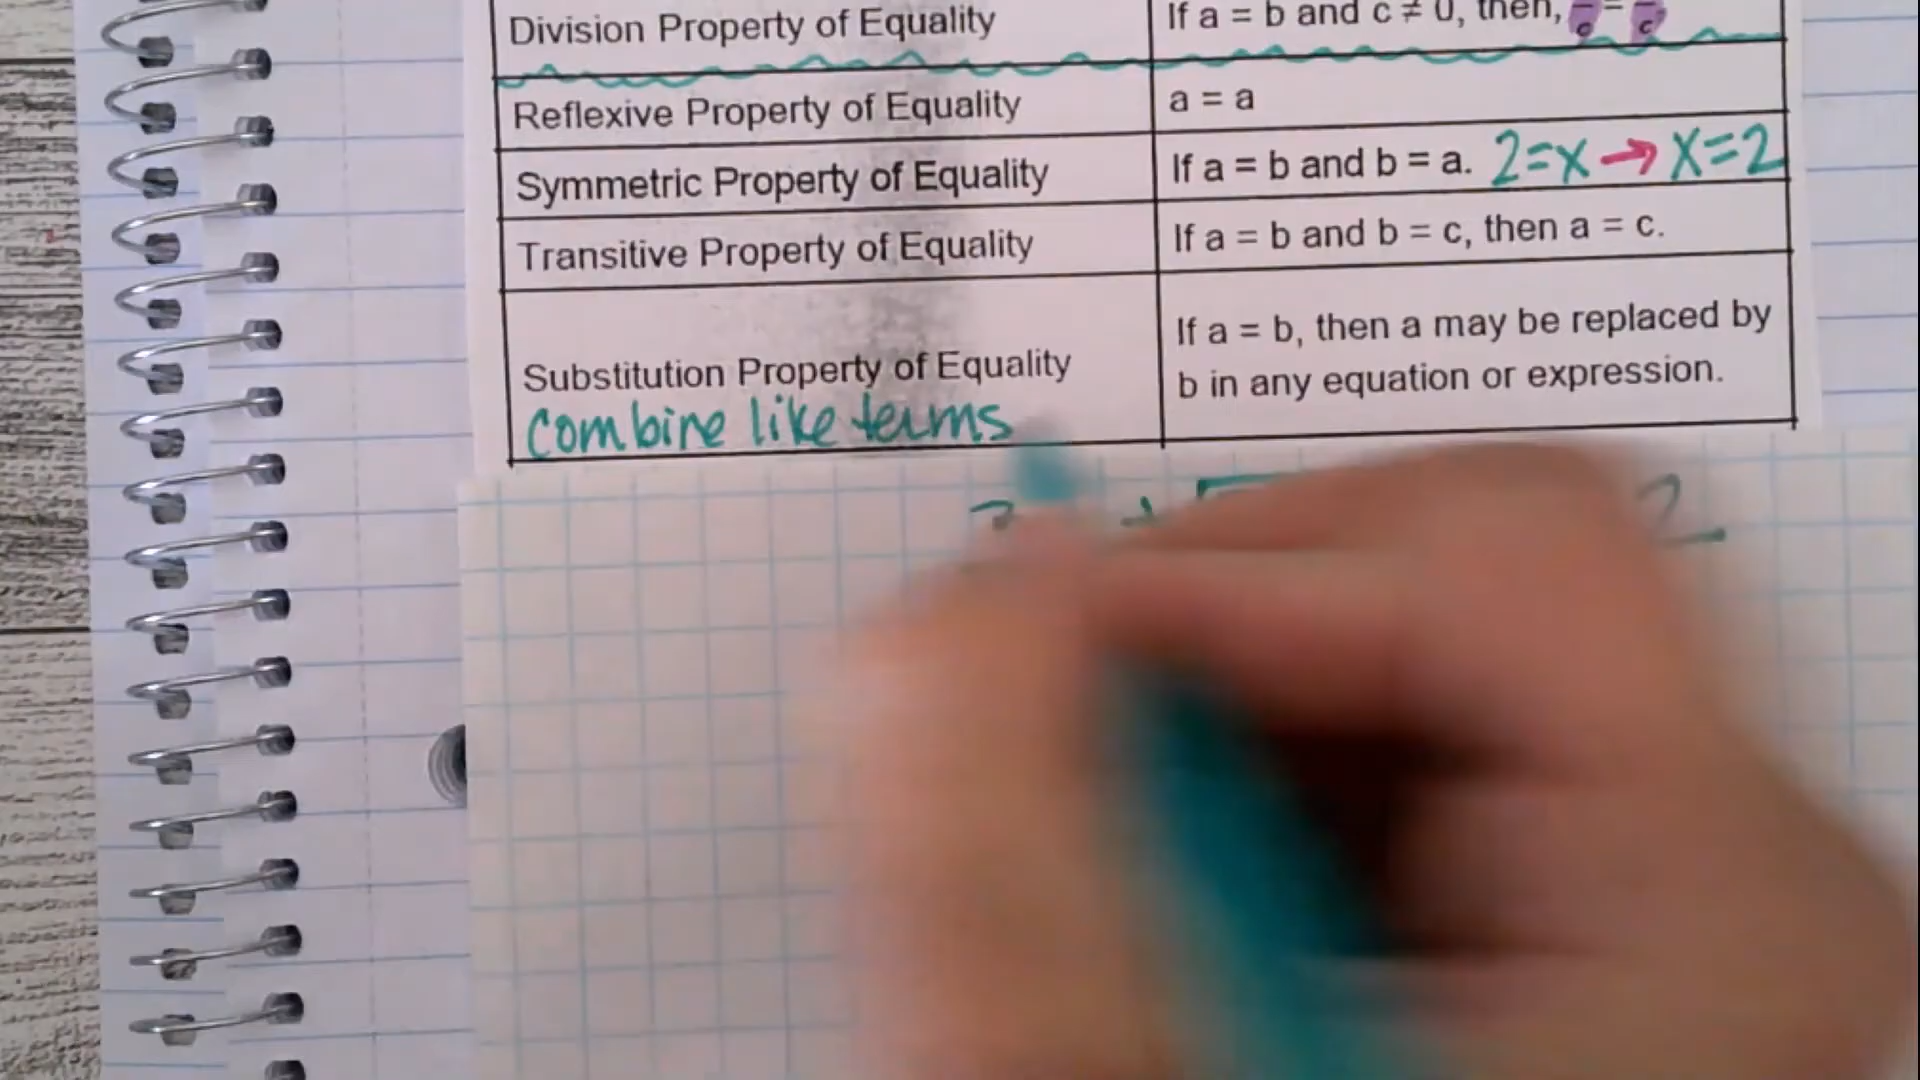 Division Property of Equality
If a = b and c ≠ 0, then, – = –
c c
Reflexive Property of Equality
a = a
Symmetric Property of Equality
If a = b and b = a. 2=x → x=2
Transitive Property of Equality
If a = b and b = c, then a = c.
Substitution Property of Equality
combine like terms
If a = b, then a may be replaced by
b in any equation or expression.
+ 2